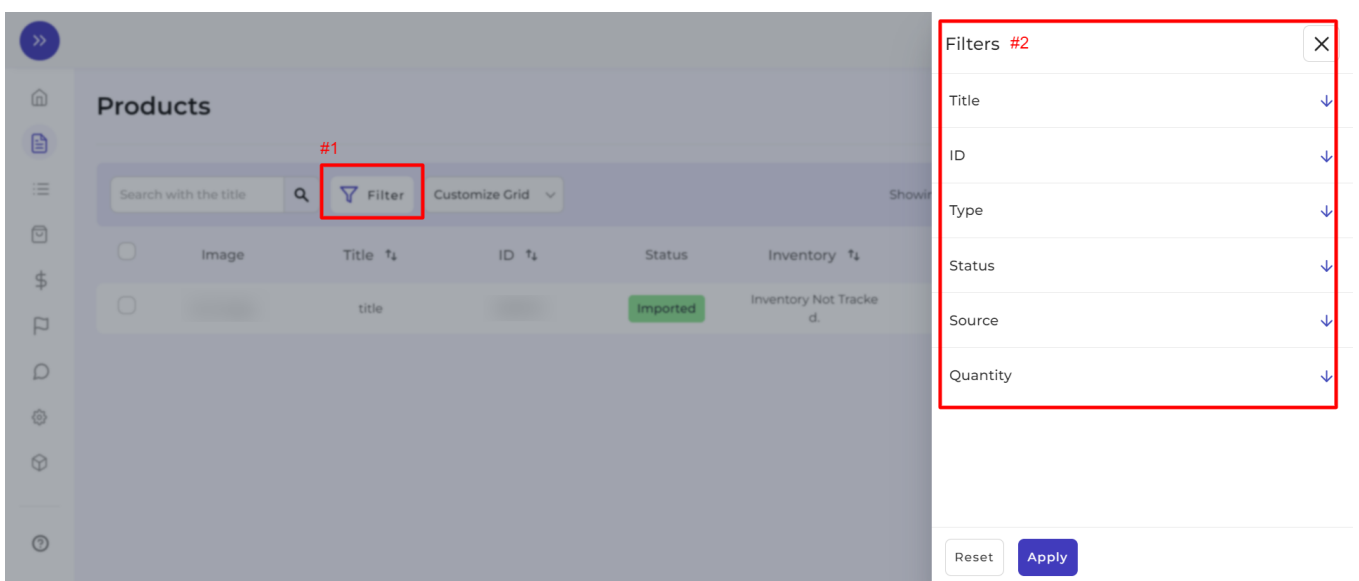 Products
#1
Search with the title
Filter
Customize Grid
Showin
Image
Title
ID
Status
Inventory
title
Imported
Inventory Not Tracke
d.
Filters #2
Title
ID
Type
Status
Source
Quantity
Reset
Apply